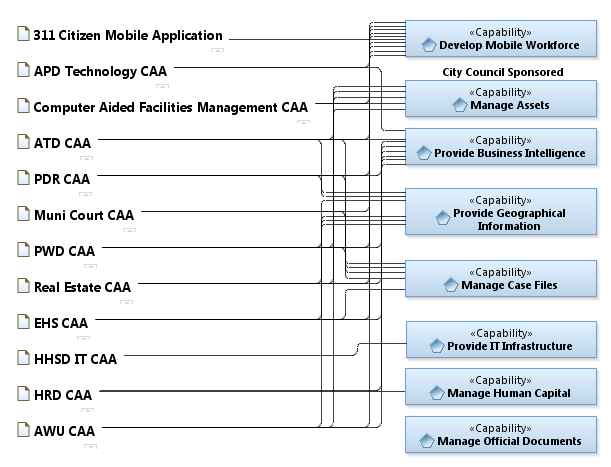 311 Citizen Mobile Application
APD Technology CAA
Computer Aided Facilities Management CAA
ATD CAA
PDR CAA
Muni Court CAA
PWD CAA
Real Estate CAA
EHS CAA
HHSD IT CAA
HRD CAA
AWU CAA
«Capability»
Develop Mobile Workforce
City Council Sponsored
«Capability»
Manage Assets
«Capability»
Provide Business Intelligence
«Capability»
Provide Geographical
Information
«Capability»
Manage Case Files
«Capability»
Provide IT Infrastructure
«Capability»
Manage Human Capital
«Capability»
Manage Official Documents